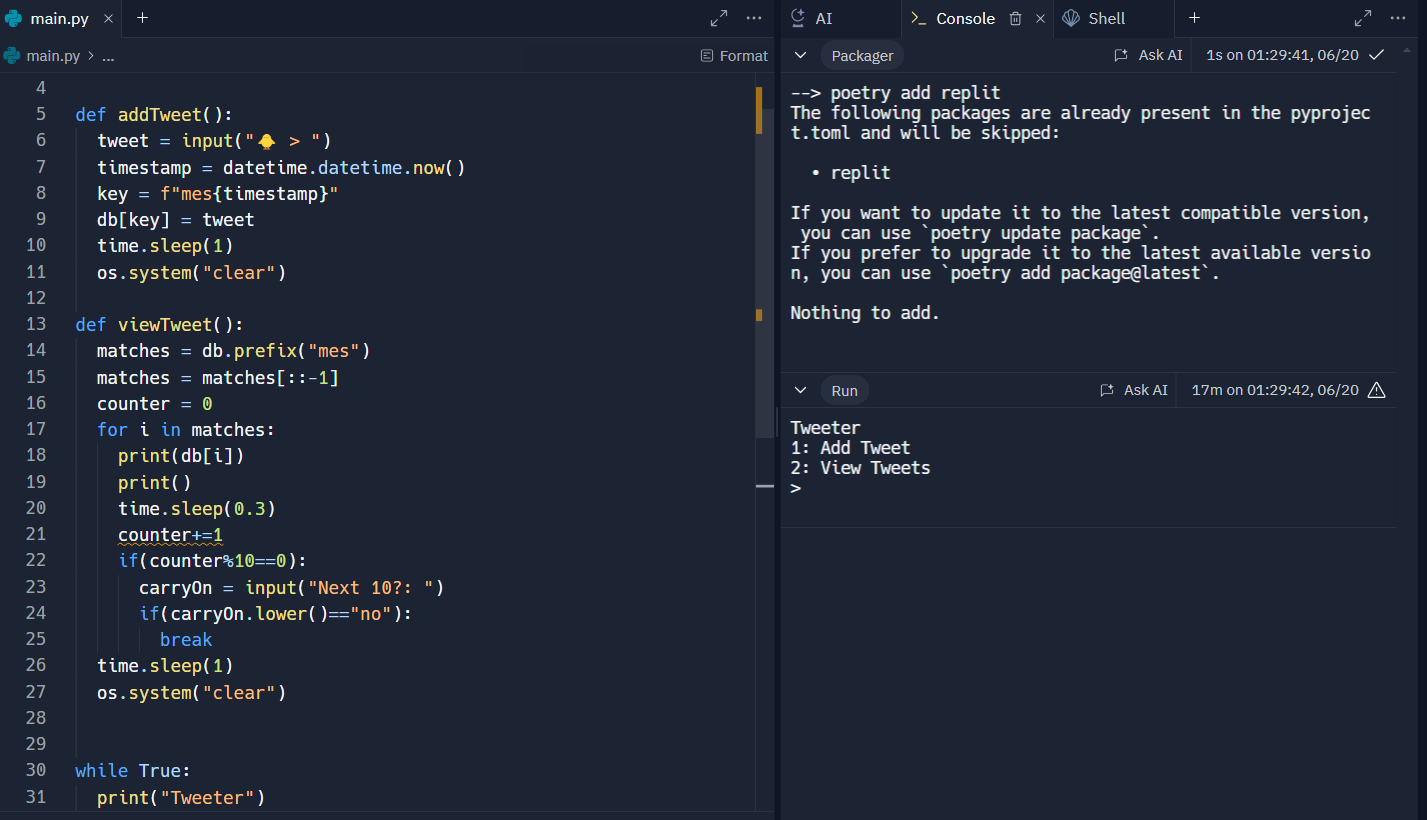 main.py
main.py > ...
Format
4
5 def addTweet():
6   tweet = input("🐥 > ")
7   timestamp = datetime.datetime.now()
8   key = f"mes{timestamp}"
9   db[key] = tweet
10   time.sleep(1)
11   os.system("clear")
12
13 def viewTweet():
14   matches = db.prefix("mes")
15   matches = matches[::-1]
16   counter = 0
17   for i in matches:
18     print(db[i])
19     print()
20     time.sleep(0.3)
21     counter+=1
22     if(counter%10==0):
23       carryOn = input("Next 10?: ")
24       if(carryOn.lower()=="no"):
25         break
26   time.sleep(1)
27   os.system("clear")
28
29
30 while True:
31   print("Tweeter")
AI
Console
Shell
Packager
Ask AI
1s on 01:29:41, 06/20
--> poetry add replit
The following packages are already present in the pyprojec
t.toml and will be skipped:
• replit
If you want to update it to the latest compatible version,
 you can use `poetry update package`.
If you prefer to upgrade it to the latest available versio
n, you can use `poetry add package@latest`.
Nothing to add.
Run
Ask AI
17m on 01:29:42, 06/20
Tweeter
1: Add Tweet
2: View Tweets
>